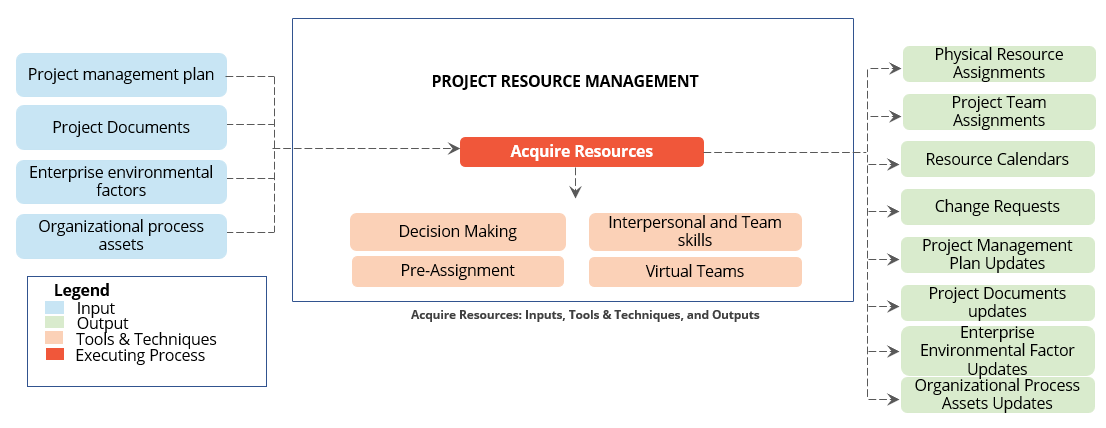 Project management plan
Project Documents
Enterprise environmental
factors
Organizational process
assets
Legend
Input
Output
Tools & Techniques
Executing Process
PROJECT RESOURCE MANAGEMENT
Acquire Resources
Decision Making
Interpersonal and Team
skills
Pre-Assignment
Virtual Teams
Acquire Resources: Inputs, Tools & Techniques, and Outputs
Physical Resource
Assignments
Project Team
Assignments
Resource Calendars
Change Requests
Project Management
Plan Updates
Project Documents
updates
Enterprise
Environmental Factor
Updates
Organizational Process
Assets Updates